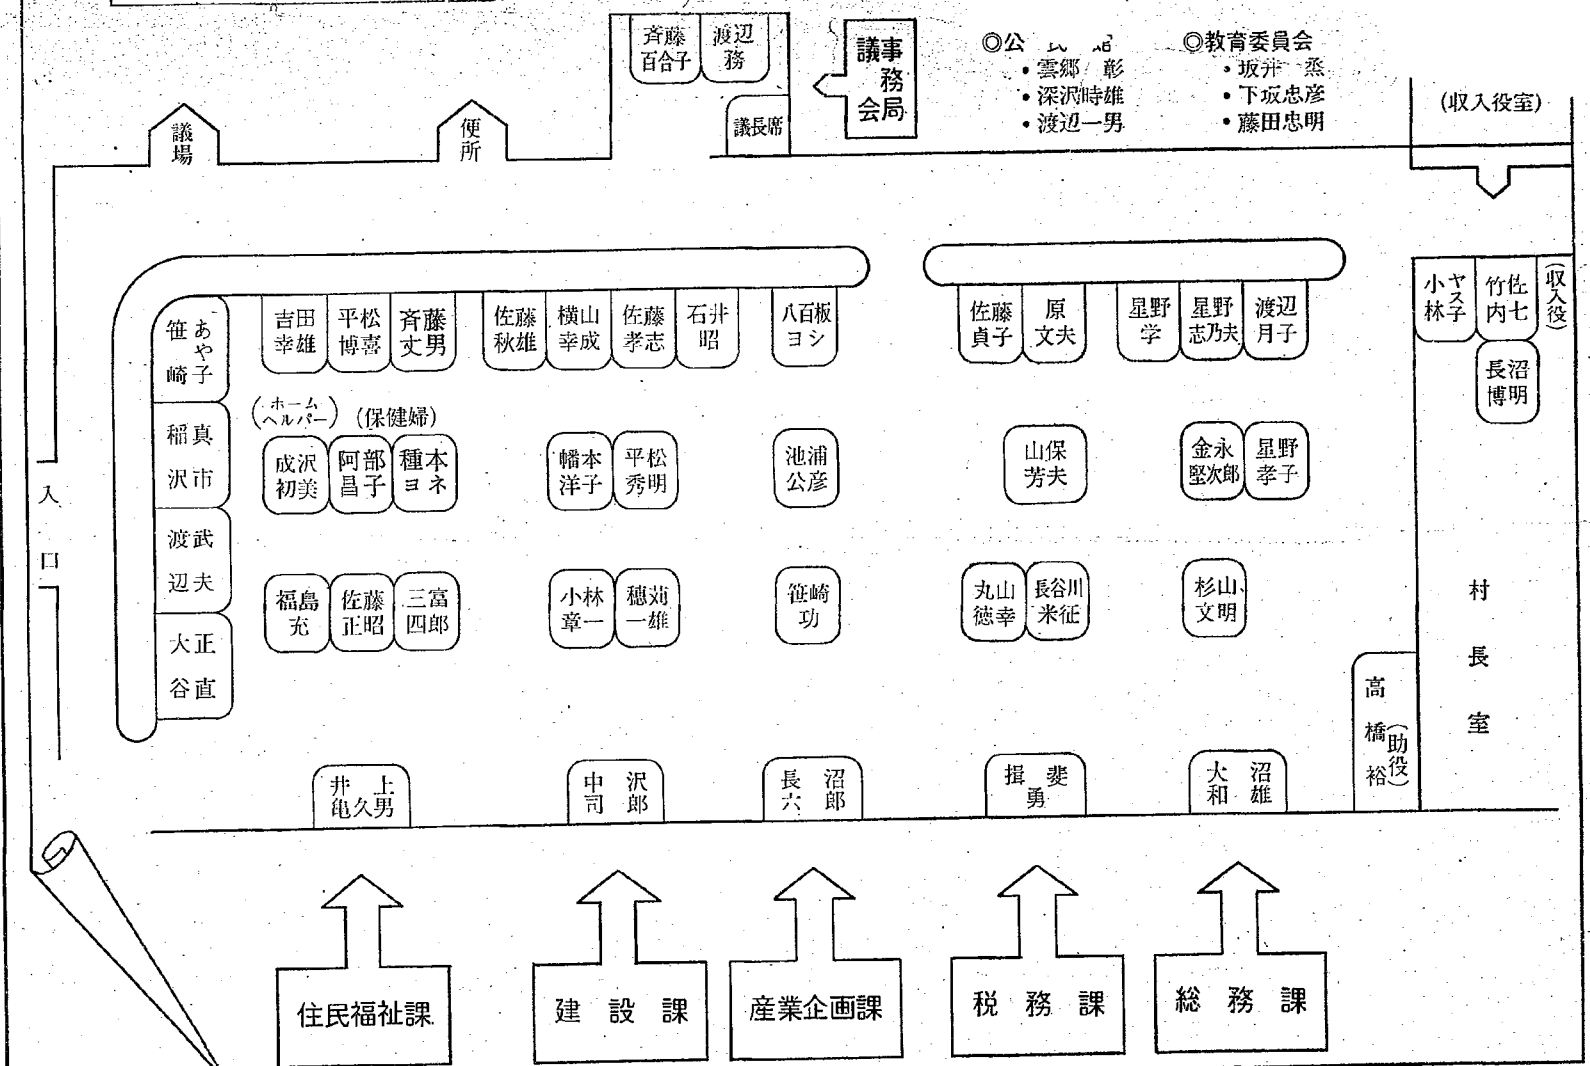 斉藤
百合子
渡辺
務
議長席
議会
事務局
◎公
・雲郷 彰
・深沢時雄
・渡辺一男
◎教育委員会
・坂井 烝
・下坂忠彦
・藤田忠明
(収入役室)
議場
便所
入口
笹崎
あや子
稲沢
真市
渡辺
武夫
大谷
正直
吉田
幸雄
平松
博喜
斉藤
丈男
佐藤
秋雄
横山
幸成
佐藤
孝志
石井
昭
八百板
ヨシ
佐藤
貞子
原
文夫
星野
学
星野
志乃夫
渡辺
月子
小林
ヤス子
竹内
佐七
(収入役)
長沼
博明
(ホーム
ヘルパー)
(保健婦)
成沢
初美
阿部
昌子
種本
ヨネ
幡本
洋子
平松
秀明
池浦
公彦
山保
芳夫
金永
堅次郎
星野
孝子
福島
充
佐藤
正昭
三富
四郎
小林
章一
穂苅
一雄
笹崎
功
丸山
徳幸
長谷川
米征
杉山
文明
村長室
高橋裕
(助役)
井上
亀久男
中沢
司郎
長沼
六郎
揖斐
勇
大沼
和雄
住民福祉課
建設課
産業企画課
税務課
総務課